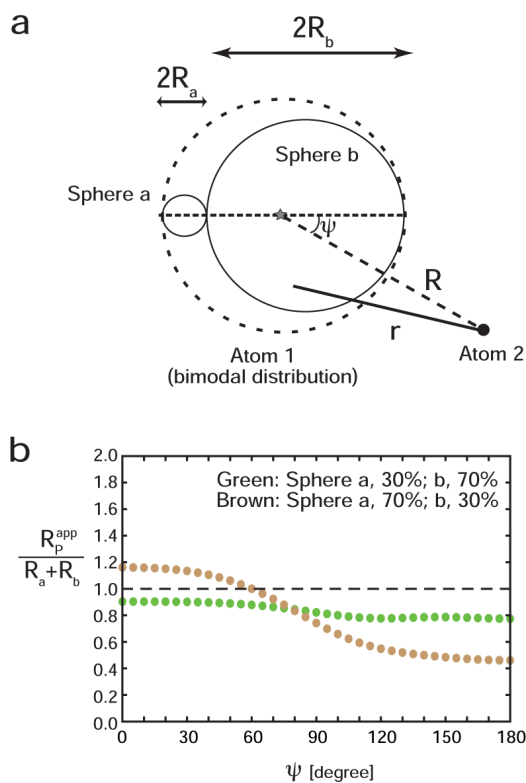 a
2R_b
2R_a
Sphere b
Sphere a
ψ
R
r
Atom 1
(bimodal distribution)
Atom 2
b
2.0
1.8
1.6
1.4
1.2
1.0
0.8
0.6
0.4
0.2
0.0
R_P^app
R_a+R_b
Green: Sphere a, 30%; b, 70%
Brown: Sphere a, 70%; b, 30%
0 30 60 90 120 150 180
ψ [degree]